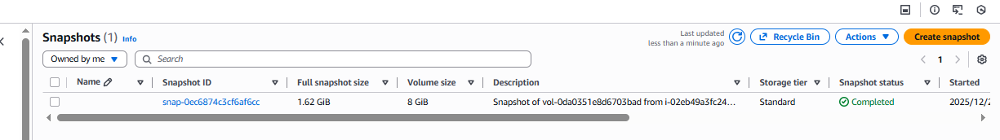 Snapshots (1) Info
Last updated
less than a minute ago
Recycle Bin
Actions
Create snapshot
Owned by me
Search
1
Name
Snapshot ID
Full snapshot size
Volume size
Description
Storage tier
Snapshot status
Started
snap-0ec6874c3cf6af6cc
1.62 GiB
8 GiB
Snapshot of vol-0da0351e8d6703bad from i-02eb49a3fc24...
Standard
Completed
2025/12/2